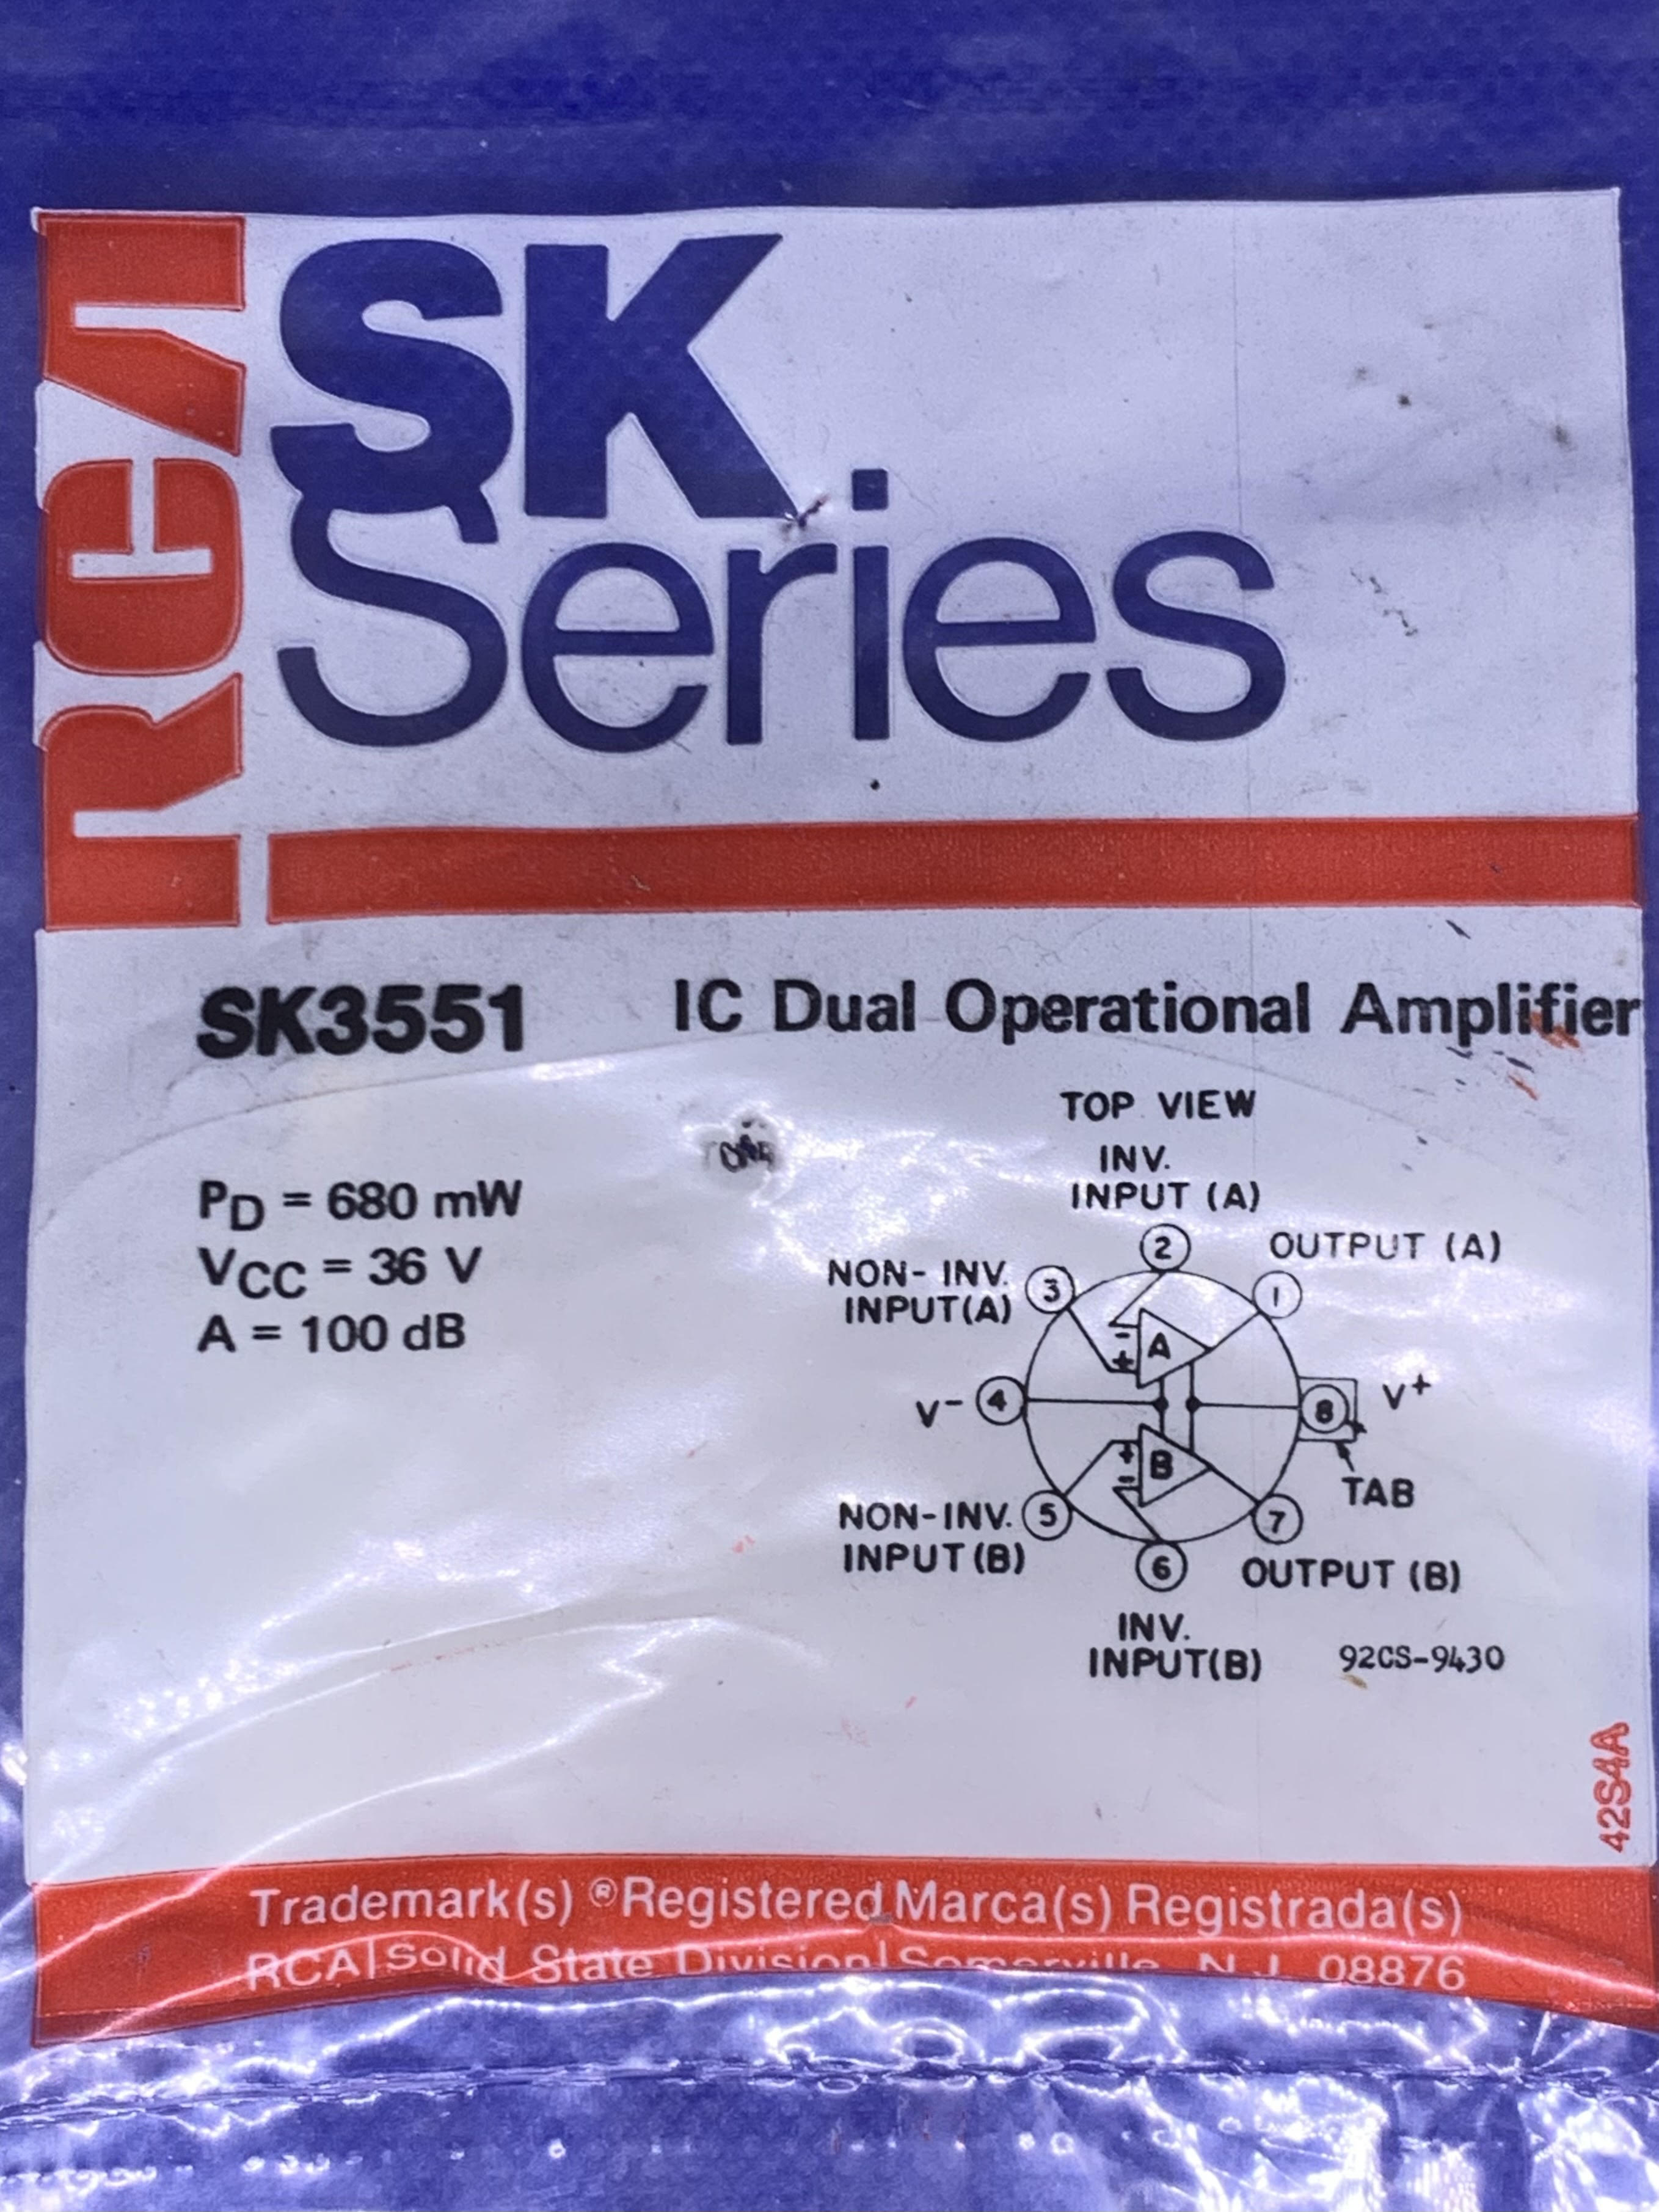 RCA
SK
Series
SK3551 IC Dual Operational Amplifier
PD = 680 mW
VCC = 36 V
A = 100 dB
TOP VIEW
INV.
INPUT (A)
2
OUTPUT (A)
1
NON- INV.
INPUT(A)
3
- A
+
V- 4
8 V+
TAB
+ B
-
NON-INV.
INPUT (B)
5
7
OUTPUT (B)
6
INV.
INPUT(B)
92CS-9430
42S4A
Trademark(s) ® Registered Marca(s) Registrada(s)
RCA|Solid State Division|Somerville, N.J. 08876